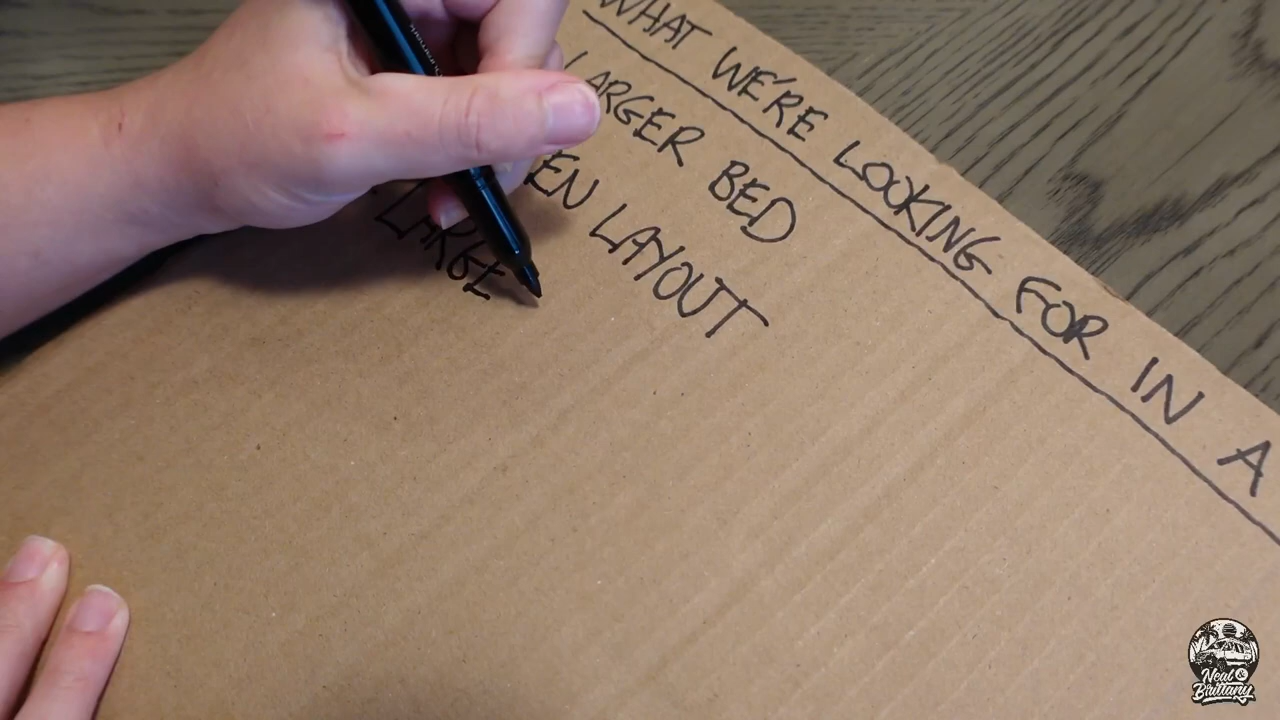 WHAT WE'RE LOOKING FOR IN A
LARGER BED
EN LAYOUT
LARGE
Neal &
Brittany